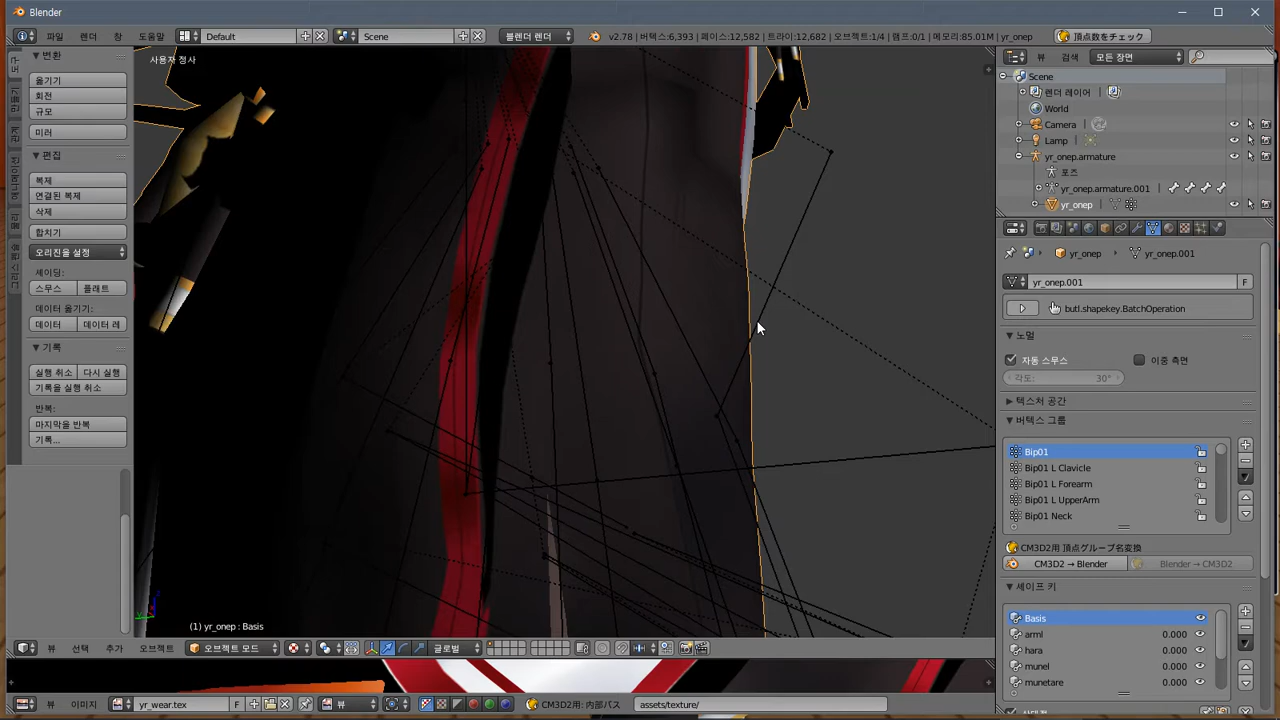 Blender
파일 렌더 창 도움말 Default Scene 블렌더 렌더 v2.78 | 버텍스:6,393 | 페이스:12,582 | 트라이:12,582 | 오브젝트:1/4 | 램프:0/1 | 메모리:85.01M | yr_onep 頂点数をチェック
변환
옮기기
회전
규모
미러
편집
복제
연결된 복제
삭제
합치기
오리진을 설정
셰이딩:
스무스 플래트
데이터 옮기기:
데이터 데이터 레
기록
실행 취소 다시 실행
기록을 실행 취소
반복:
마지막을 반복
기록...
사용자 정사
(1) yr_onep : Basis
뷰 선택 추가 오브젝트 오브젝트 모드 글로벌
뷰 이미지 yr_wear.tex F 뷰 CM3D2用: 内部パス assets/texture/
뷰 검색 모든 장면
Scene
렌더 레이어
World
Camera
Lamp
yr_onep.armature
포즈
yr_onep.armature.001
yr_onep
yr_onep yr_onep.001
yr_onep.001 F
butl.shapekey.BatchOperation
노멀
자동 스무스 이중 측면
각도: 30°
텍스처 공간
버텍스 그룹
Bip01
Bip01 L Clavicle
Bip01 L Forearm
Bip01 L UpperArm
Bip01 Neck
CM3D2用 頂点グループ名変換
CM3D2 → Blender Blender → CM3D2
셰이프 키
Basis
arml 0.000
hara 0.000
munel 0.000
munetare 0.000